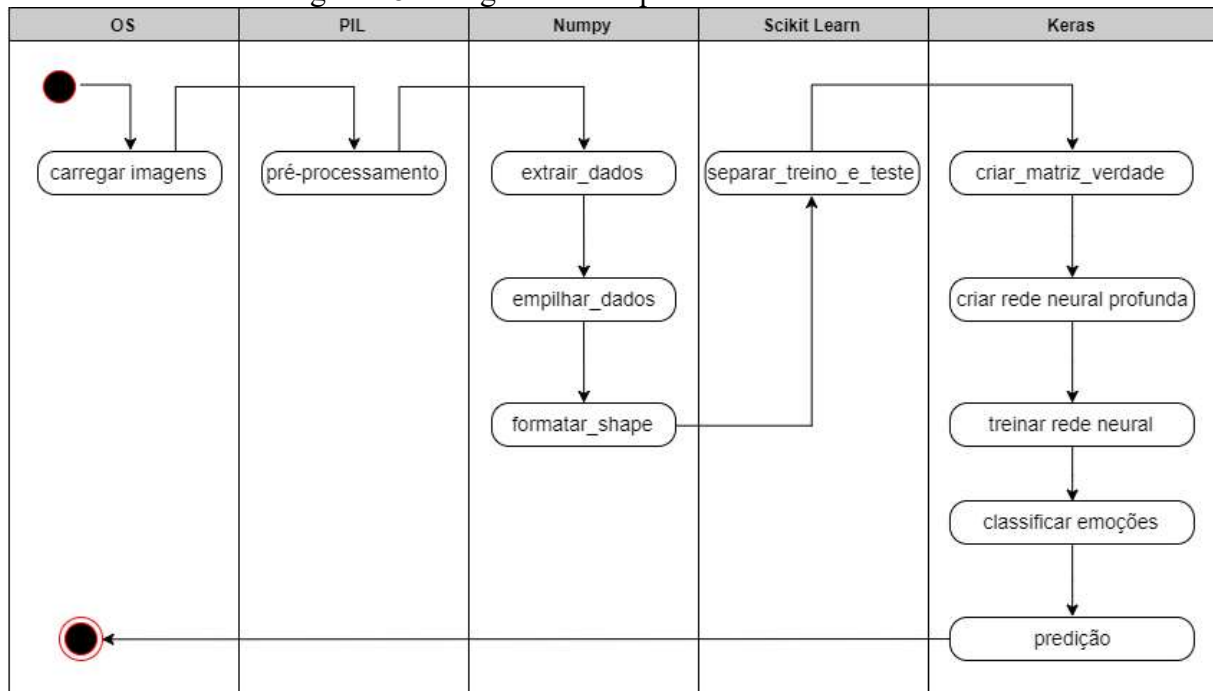 OS
PIL
Numpy
Scikit Learn
Keras
carregar imagens
pré-processamento
extrair_dados
separar_treino_e_teste
criar_matriz_verdade
empilhar_dados
criar rede neural profunda
formatar_shape
treinar rede neural
classificar emoções
predição